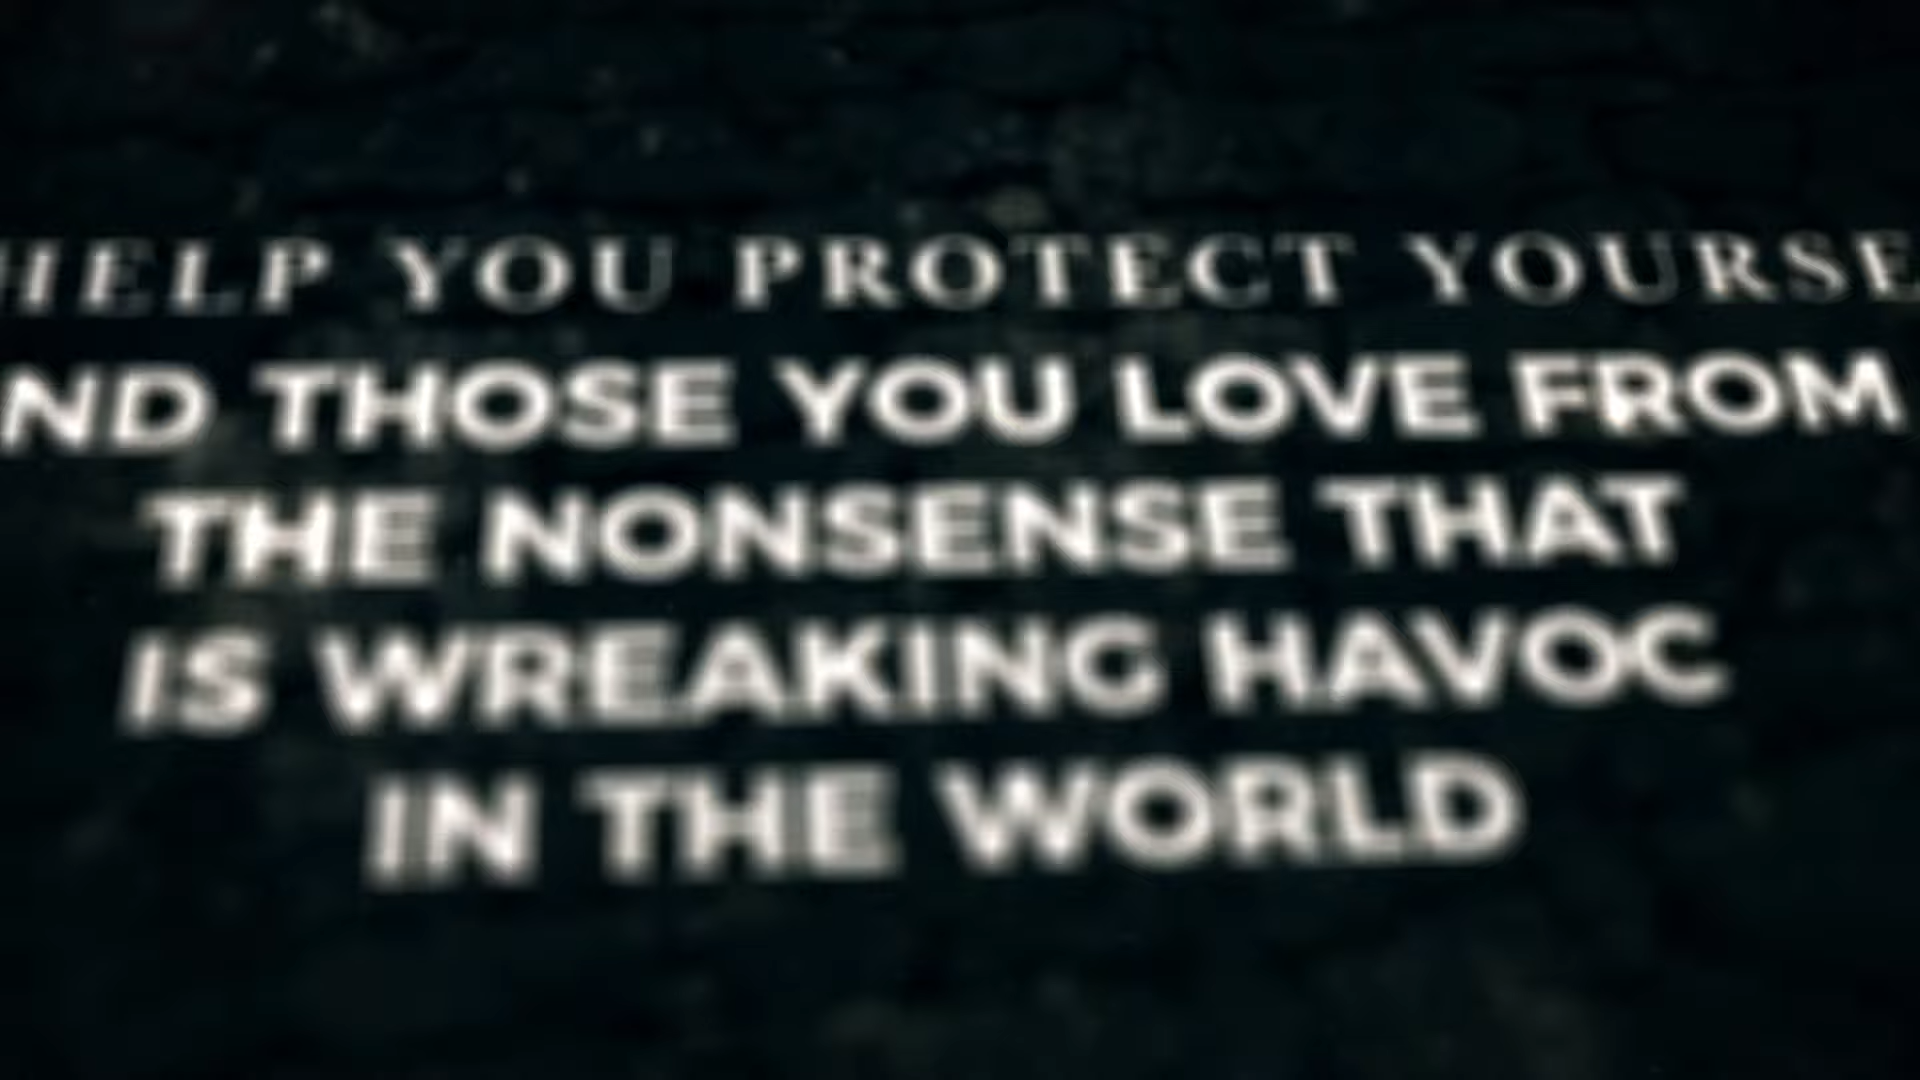 HELP YOU PROTECT YOURSE
ND THOSE YOU LOVE FROM
THE NONSENSE THAT
IS WREAKING HAVOC
IN THE WORLD